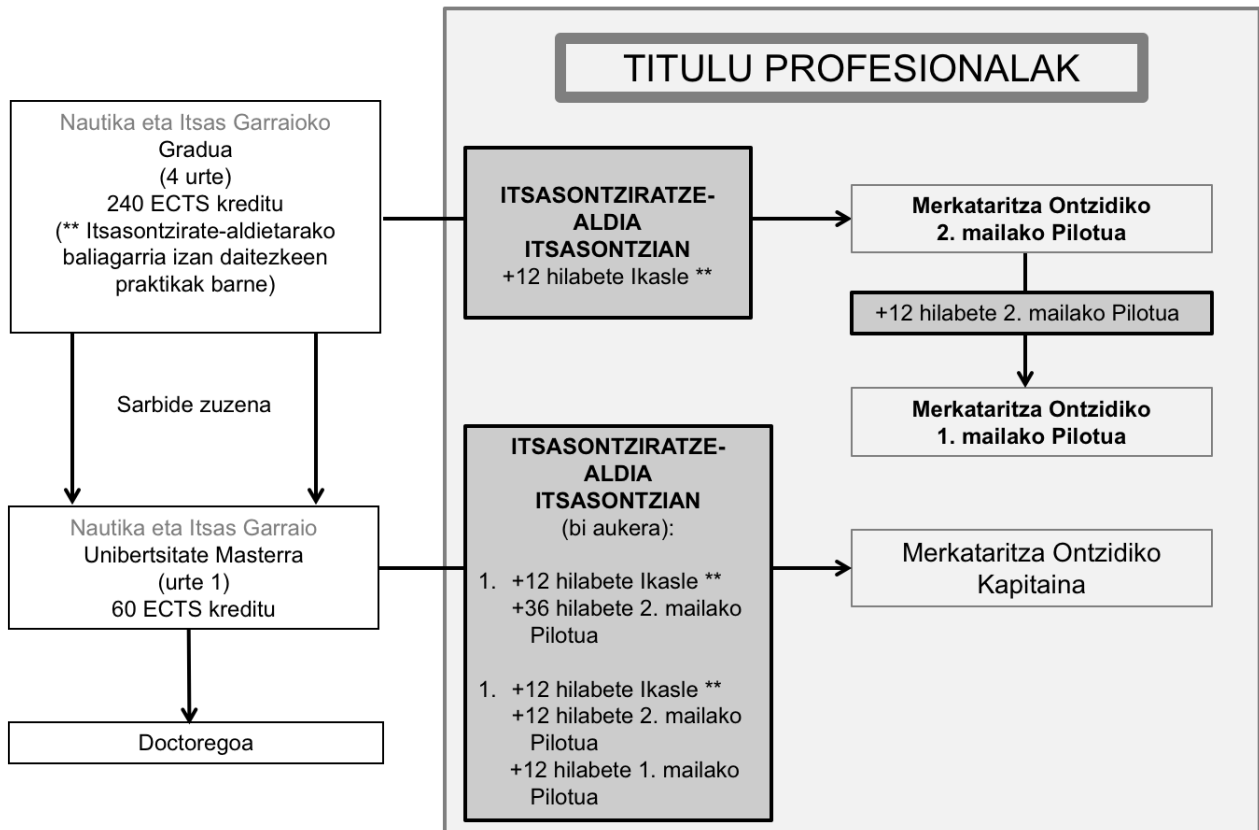 TITULU PROFESIONALAK
Nautika eta Itsas Garraioko
Gradua
(4 urte)
240 ECTS kreditu
(** Itsasontzirate-aldietarako
baliagarria izan daitezkeen
praktikak barne)
ITSASONTZIRATZE-
ALDIA
ITSASONTZIAN
+12 hilabete Ikasle **
Merkataritza Ontzidiko
2. mailako Pilotua
+12 hilabete 2. mailako Pilotua
Merkataritza Ontzidiko
1. mailako Pilotua
Sarbide zuzena
Nautika eta Itsas Garraio
Unibertsitate Masterra
(urte 1)
60 ECTS kreditu
ITSASONTZIRATZE-
ALDIA
ITSASONTZIAN
(bi aukera):
1. +12 hilabete Ikasle **
+36 hilabete 2. mailako
Pilotua
1. +12 hilabete Ikasle **
+12 hilabete 2. mailako
Pilotua
+12 hilabete 1. mailako
Pilotua
Merkataritza Ontzidiko
Kapitaina
Doctoregoa